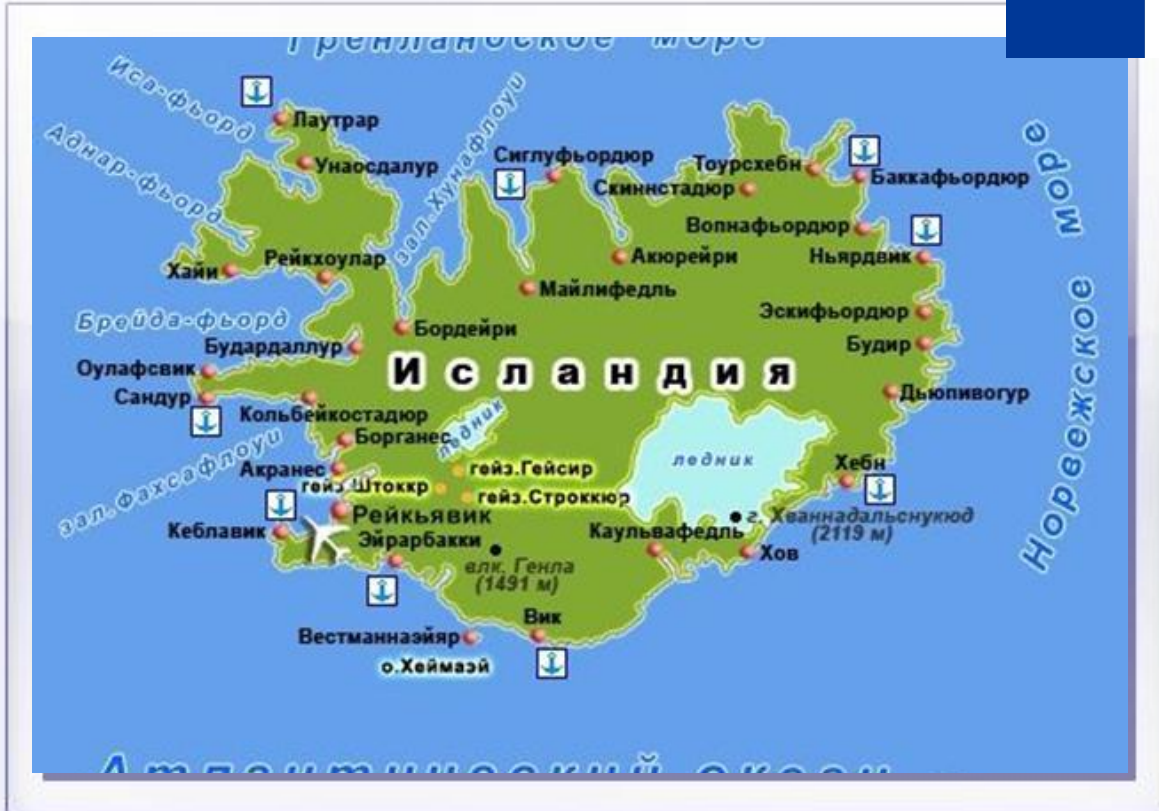 Гренландское море
Иса-фьорд
Лаутрар
Аднар-фьорд
Унаосдалур
зал.Хунафлоуи
Сиглуфьордюр
Тоурсхебн
Баккафьордюр
Скиннстадюр
Вопнафьордюр
Ньярдвик
Акюрейри
Хайи
Рейкхоулар
Майлифедль
Эскифьордюр
Норвежское море
Брейда-фьорд
Бордейри
Будардаллур
Будир
Оулафсвик
Исландия
Сандур
Дьюпивогур
Кольбейкостадюр
ледник
Борганес
зал.Фахсафлоуи
Акранес
гейз.Гейсир
ледник
Хебн
гейз.Штоккр
гейз.Строккюр
Рейкьявик
г. Хваннадальснукюд
(2119 м)
Кеблавик
Эйрарбакки
Каульвафедль
Хов
влк. Генла
(1491 м)
Вик
Вестманнаэйяр
о.Хеймаэй
Атлантический океан